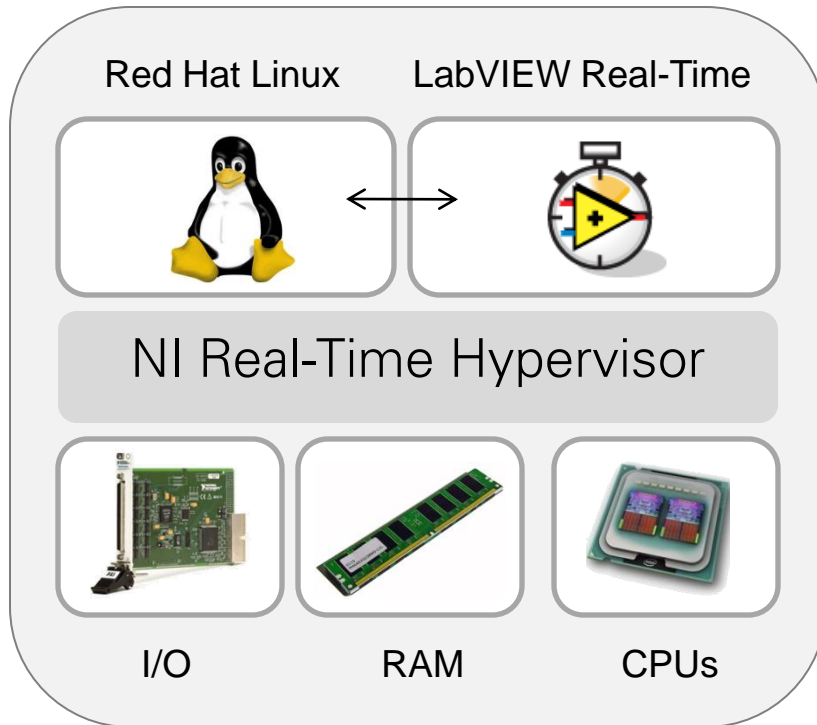 Red Hat Linux
LabVIEW Real-Time
NI Real-Time Hypervisor
I/O
RAM
CPUs